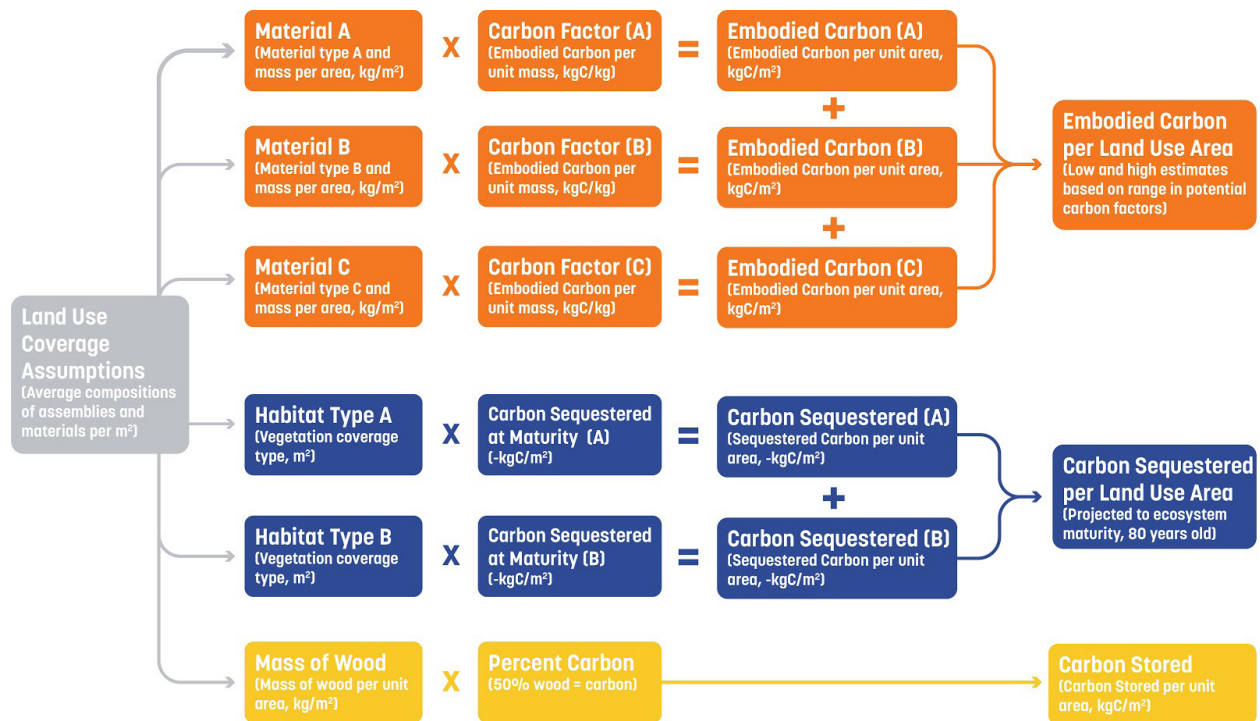 Material A
(Material type A and
mass per area, kg/m²)
X
Carbon Factor (A)
(Embodied Carbon per
unit mass, kgC/kg)
=
Embodied Carbon (A)
(Embodied Carbon per unit area,
kgC/m²)
+
Material B
(Material type B and
mass per area, kg/m²)
X
Carbon Factor (B)
(Embodied Carbon per
unit mass, kgC/kg)
=
Embodied Carbon (B)
(Embodied Carbon per unit area,
kgC/m²)
+
Material C
(Material type C and
mass per area, kg/m²)
X
Carbon Factor (C)
(Embodied Carbon per
unit mass, kgC/kg)
=
Embodied Carbon (C)
(Embodied Carbon per unit area,
kgC/m²)
Embodied Carbon
per Land Use Area
(Low and high estimates
based on range in potential
carbon factors)
Land Use
Coverage
Assumptions
(Average compositions
of assemblies and
materials per m²)
Habitat Type A
(Vegetation coverage
type, m²)
X
Carbon Sequestered
at Maturity (A)
(-kgC/m²)
=
Carbon Sequestered (A)
(Sequestered Carbon per unit
area, -kgC/m²)
+
Habitat Type B
(Vegetation coverage
type, m²)
X
Carbon Sequestered
at Maturity (B)
(-kgC/m²)
=
Carbon Sequestered (B)
(Sequestered Carbon per unit
area, -kgC/m²)
Carbon Sequestered
per Land Use Area
(Projected to ecosystem
maturity, 80 years old)
Mass of Wood
(Mass of wood per unit
area, kg/m²)
X
Percent Carbon
(50% wood = carbon)
Carbon Stored
(Carbon Stored per unit
area, kgC/m²)